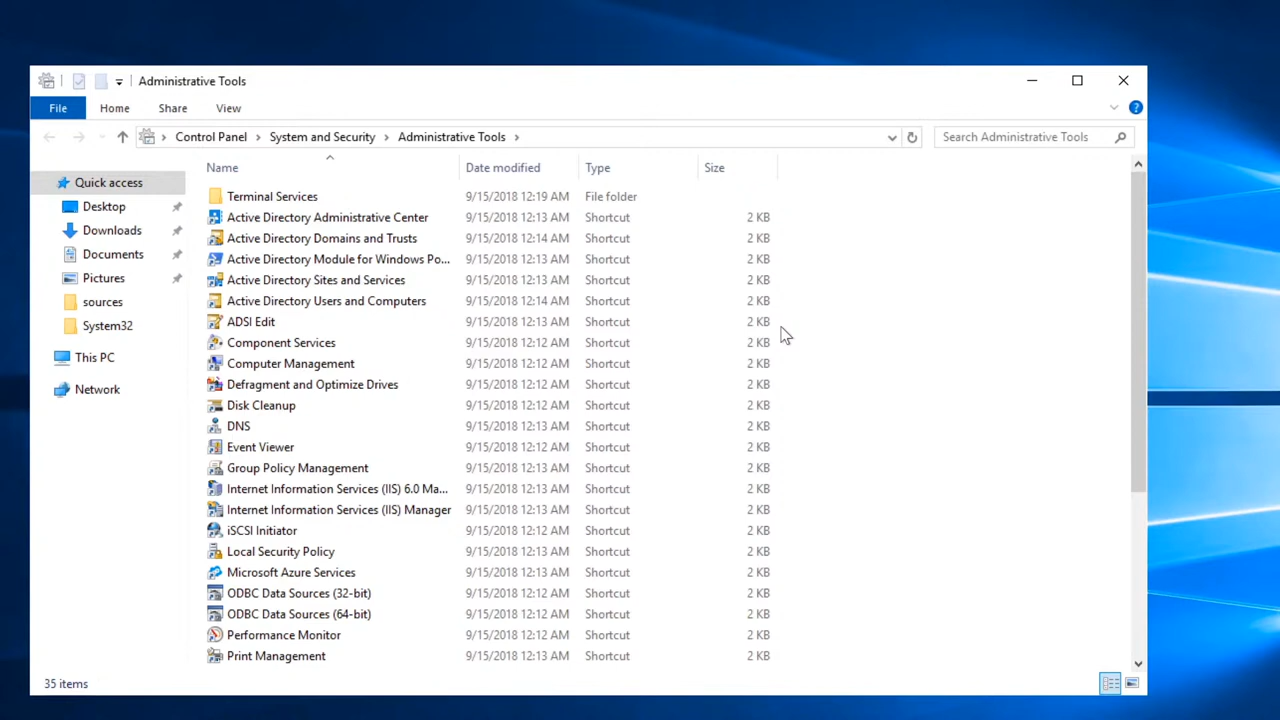 Administrative Tools
File Home Share View
Control Panel System and Security Administrative Tools Search Administrative Tools
Name Date modified Type Size
Quick access
Desktop
Downloads
Documents
Pictures
sources
System32
This PC
Network
Terminal Services 9/15/2018 12:19 AM File folder
Active Directory Administrative Center 9/15/2018 12:13 AM Shortcut 2 KB
Active Directory Domains and Trusts 9/15/2018 12:14 AM Shortcut 2 KB
Active Directory Module for Windows Po... 9/15/2018 12:13 AM Shortcut 2 KB
Active Directory Sites and Services 9/15/2018 12:13 AM Shortcut 2 KB
Active Directory Users and Computers 9/15/2018 12:14 AM Shortcut 2 KB
ADSI Edit 9/15/2018 12:13 AM Shortcut 2 KB
Component Services 9/15/2018 12:12 AM Shortcut 2 KB
Computer Management 9/15/2018 12:12 AM Shortcut 2 KB
Defragment and Optimize Drives 9/15/2018 12:12 AM Shortcut 2 KB
Disk Cleanup 9/15/2018 12:12 AM Shortcut 2 KB
DNS 9/15/2018 12:13 AM Shortcut 2 KB
Event Viewer 9/15/2018 12:12 AM Shortcut 2 KB
Group Policy Management 9/15/2018 12:13 AM Shortcut 2 KB
Internet Information Services (IIS) 6.0 Ma... 9/15/2018 12:13 AM Shortcut 2 KB
Internet Information Services (IIS) Manager 9/15/2018 12:13 AM Shortcut 2 KB
iSCSI Initiator 9/15/2018 12:12 AM Shortcut 2 KB
Local Security Policy 9/15/2018 12:13 AM Shortcut 2 KB
Microsoft Azure Services 9/15/2018 12:13 AM Shortcut 2 KB
ODBC Data Sources (32-bit) 9/15/2018 12:12 AM Shortcut 2 KB
ODBC Data Sources (64-bit) 9/15/2018 12:12 AM Shortcut 2 KB
Performance Monitor 9/15/2018 12:12 AM Shortcut 2 KB
Print Management 9/15/2018 12:13 AM Shortcut 2 KB
35 items